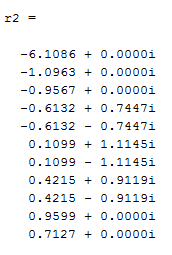 r2 =
-6.1086 + 0.0000i
-1.0963 + 0.0000i
-0.9567 + 0.0000i
-0.6132 + 0.7447i
-0.6132 - 0.7447i
0.1099 + 1.1145i
0.1099 - 1.1145i
0.4215 + 0.9119i
0.4215 - 0.9119i
0.9599 + 0.0000i
0.7127 + 0.0000i